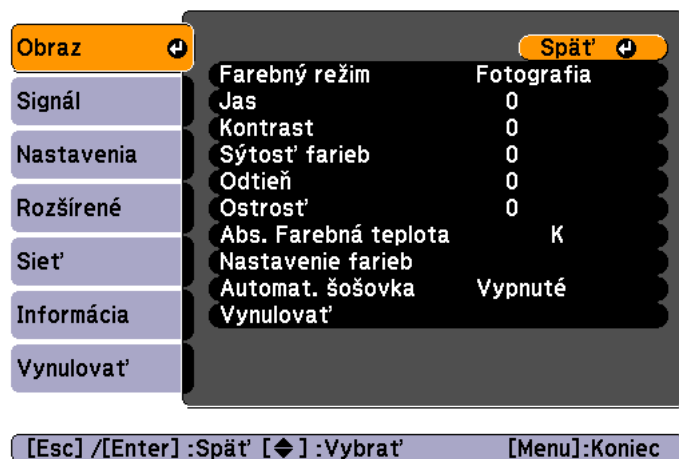 Obraz
Signál
Nastavenia
Rozšírené
Sieť
Informácia
Vynulovať
Späť
Farebný režim Fotografia
Jas 0
Kontrast 0
Sýtosť farieb 0
Odtieň 0
Ostrosť 0
Abs. Farebná teplota K
Nastavenie farieb
Automat. šošovka Vypnuté
Vynulovať
[Esc] /[Enter] :Späť [◆] :Vybrať [Menu]:Koniec